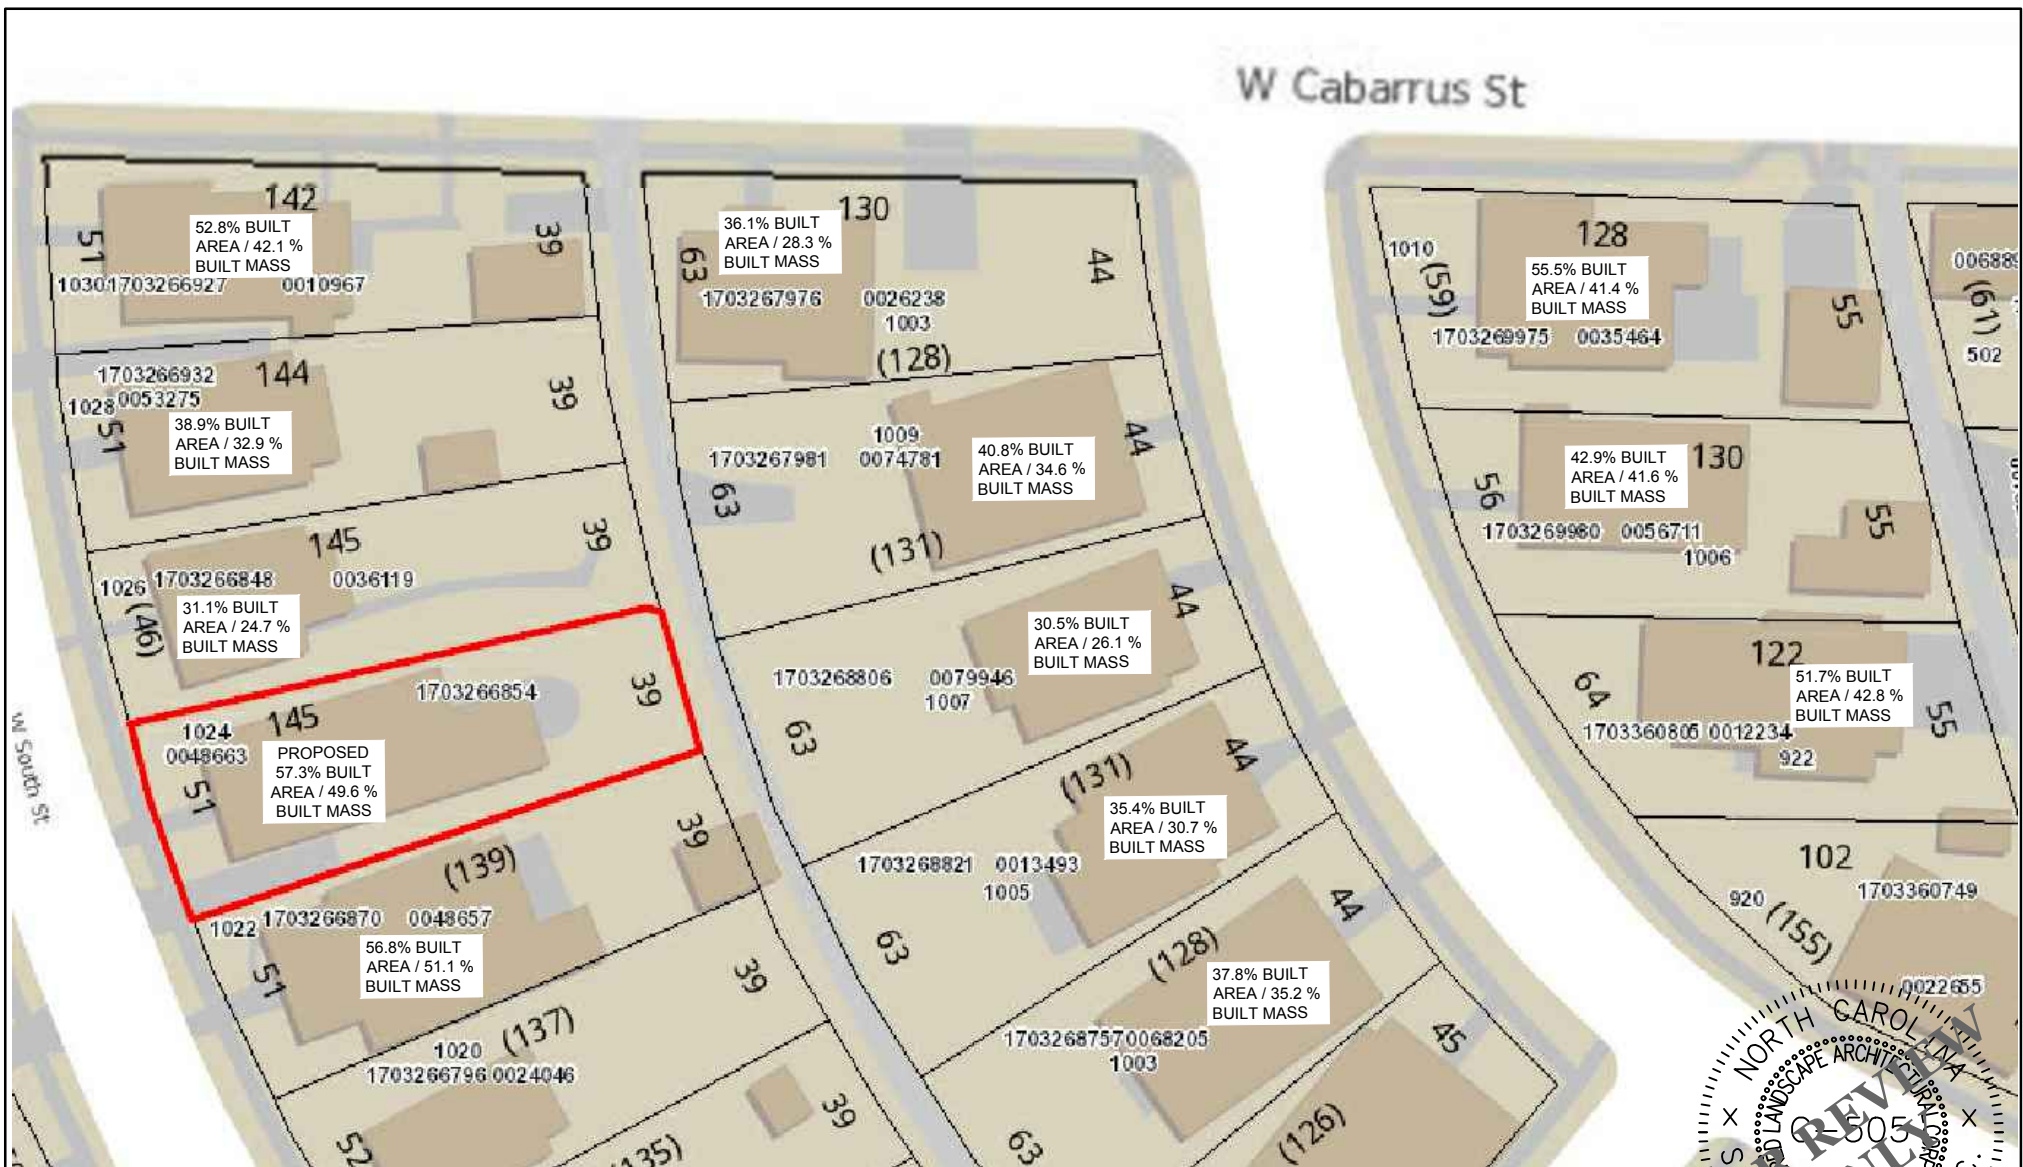 W Cabarrus St
142
52.8% BUILT
AREA / 42.1 %
BUILT MASS
51
39
1030 1703266927 0010967
130
36.1% BUILT
AREA / 28.3 %
BUILT MASS
63
44
1703267976 0026238
1003
(128)
1010
(59)
128
55.5% BUILT
AREA / 41.4 %
BUILT MASS
55
1703269975 0035464
(61)
502
1703266932
144
1028 0053275
38.9% BUILT
AREA / 32.9 %
BUILT MASS
51
39
1009
1703267981 0074781
40.8% BUILT
AREA / 34.6 %
BUILT MASS
44
63
(131)
42.9% BUILT
AREA / 41.6 %
BUILT MASS
130
56
55
1703269980 0056711
1006
145
39
1026 1703266848 0036119
(46)
31.1% BUILT
AREA / 24.7 %
BUILT MASS
30.5% BUILT
AREA / 26.1 %
BUILT MASS
44
1703268806 0079946
1007
63
122
51.7% BUILT
AREA / 42.8 %
BUILT MASS
64
55
1703360805 0012234
922
W South St
1024
145
1703266854
39
0048663
PROPOSED
57.3% BUILT
AREA / 49.6 %
BUILT MASS
51
(131)
44
35.4% BUILT
AREA / 30.7 %
BUILT MASS
1703268821 0013493
1005
63
102
1703360749
920
(155)
0022655
(139)
39
1022 1703266870 0048657
56.8% BUILT
AREA / 51.1 %
BUILT MASS
51
39
(128)
44
37.8% BUILT
AREA / 35.2 %
BUILT MASS
1703268757 0068205
1003
45
(137)
1020
1703266796 0024046
52
39
63
(126)
NORTH CAROLINA
LANDSCAPE ARCHITECTURAL
C-505
REVIEW